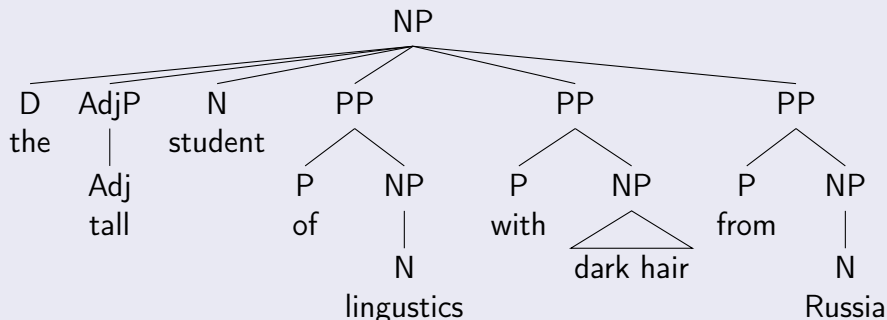 NP
D AdjP N PP PP PP
the student
Adj P NP P NP P NP
tall of with from
N dark hair N
lingustics Russia